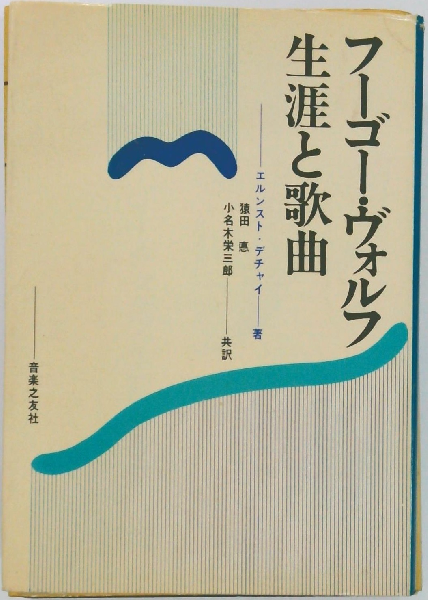 フーゴー・ヴォルフ
生涯と歌曲
エルンスト・デチャイ──著
猿田 悳
小名木栄三郎──共訳
音楽之友社